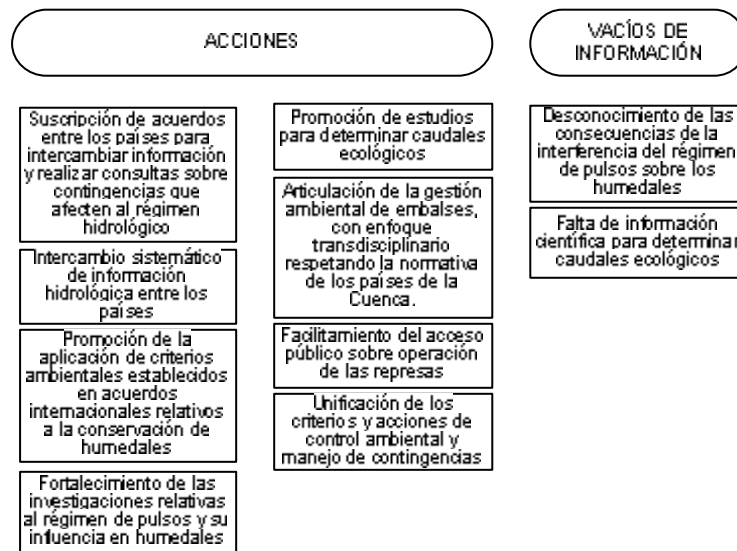 ACCIONES
VACÍOS DE
INFORMACIÓN
Suscripción de acuerdos
entre los países para
intercambiar información
y realizar consultas sobre
contingencias que
afecten al régimen
hidrológico
Intercambio sistemático
de información
hidrológica entre los
países
Promoción de la
aplicación de criterios
ambientales establecidos
en acuerdos
internacionales relativos
a la conservación de
humedales
Fortalecimiento de las
investigaciones relativas
al régimen de pulsos y su
influencia en humedales
Promoción de estudios
para determinar caudales
ecológicos
Articulación de la gestión
ambiental de embalses,
con enfoque
transdisciplinario
respetando la normativa
de los países de la
Cuenca.
Facilitamiento del acceso
público sobre operación
de las represas
Unificación de los
criterios y acciones de
control ambiental y
manejo de contingencias
Desconocimiento de las
consecuencias de la
interferencia del régimen
de pulsos sobre los
humedales
Falta de información
científica para determinar
caudales ecológicos